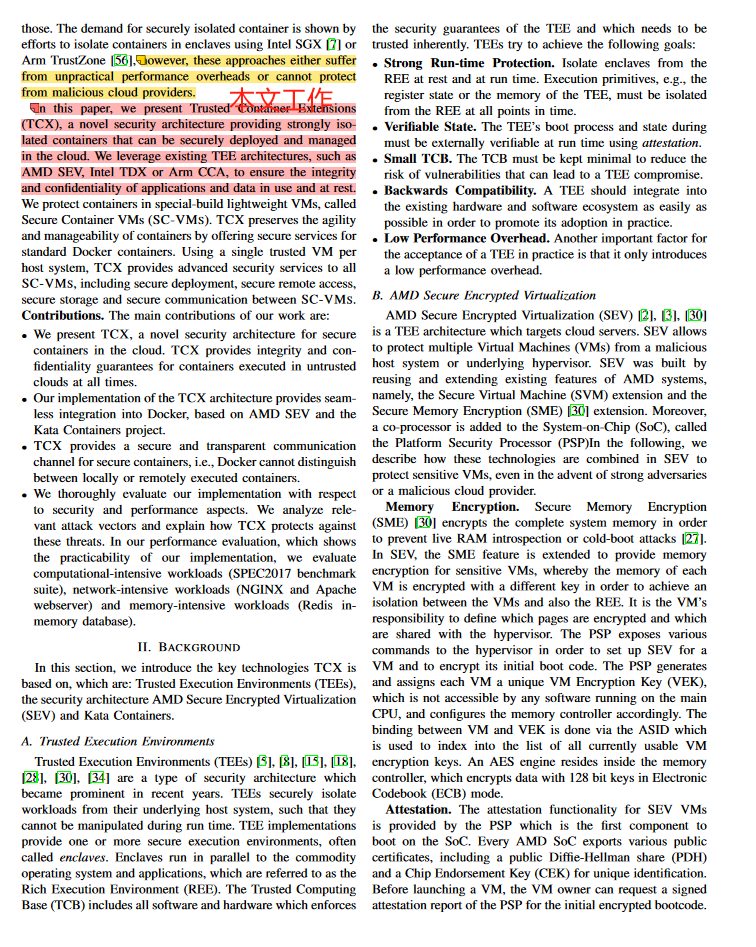 those. The demand for securely isolated container is shown by
efforts to isolate containers in enclaves using Intel SGX [7] or
Arm TrustZone [56]. However, these approaches either suffer
from unpractical performance overheads or cannot protect
from malicious cloud providers.
本文工作
In this paper, we present Trusted Container Extensions
(TCX), a novel security architecture providing strongly iso-
lated containers that can be securely deployed and managed
in the cloud. We leverage existing TEE architectures, such as
AMD SEV, Intel TDX or Arm CCA, to ensure the integrity
and confidentiality of applications and data in use and at rest.
We protect containers in special-build lightweight VMs, called
Secure Container VMs (SC-VMs). TCX preserves the agility
and manageability of containers by offering secure services for
standard Docker containers. Using a single trusted VM per
host system, TCX provides advanced security services to all
SC-VMs, including secure deployment, secure remote access,
secure storage and secure communication between SC-VMs.
Contributions. The main contributions of our work are:
• We present TCX, a novel security architecture for secure
containers in the cloud. TCX provides integrity and con-
fidentiality guarantees for containers executed in untrusted
clouds at all times.
• Our implementation of the TCX architecture provides seam-
less integration into Docker, based on AMD SEV and the
Kata Containers project.
• TCX provides a secure and transparent communication
channel for secure containers, i.e., Docker cannot distinguish
between locally or remotely executed containers.
• We thoroughly evaluate our implementation with respect
to security and performance aspects. We analyze rele-
vant attack vectors and explain how TCX protects against
these threats. In our performance evaluation, which shows
the practicability of our implementation, we evaluate
computational-intensive workloads (SPEC2017 benchmark
suite), network-intensive workloads (NGINX and Apache
webserver) and memory-intensive workloads (Redis in-
memory database).
II. BACKGROUND
In this section, we introduce the key technologies TCX is
based on, which are: Trusted Execution Environments (TEEs),
the security architecture AMD Secure Encrypted Virtualization
(SEV) and Kata Containers.
A. Trusted Execution Environments
Trusted Execution Environments (TEEs) [5], [8], [15], [18],
[28], [30], [34] are a type of security architecture which
became prominent in recent years. TEEs securely isolate
workloads from their underlying host system, such that they
cannot be manipulated during run time. TEE implementations
provide one or more secure execution environments, often
called enclaves. Enclaves run in parallel to the commodity
operating system and applications, which are referred to as the
Rich Execution Environment (REE). The Trusted Computing
Base (TCB) includes all software and hardware which enforces
the security guarantees of the TEE and which needs to be
trusted inherently. TEEs try to achieve the following goals:
• Strong Run-time Protection. Isolate enclaves from the
REE at rest and at run time. Execution primitives, e.g., the
register state or the memory of the TEE, must be isolated
from the REE at all points in time.
• Verifiable State. The TEE's boot process and state during
must be externally verifiable at run time using attestation.
• Small TCB. The TCB must be kept minimal to reduce the
risk of vulnerabilities that can lead to a TEE compromise.
• Backwards Compatibility. A TEE should integrate into
the existing hardware and software ecosystem as easily as
possible in order to promote its adoption in practice.
• Low Performance Overhead. Another important factor for
the acceptance of a TEE in practice is that it only introduces
a low performance overhead.
B. AMD Secure Encrypted Virtualization
AMD Secure Encrypted Virtualization (SEV) [2], [3], [30]
is a TEE architecture which targets cloud servers. SEV allows
to protect multiple Virtual Machines (VMs) from a malicious
host system or underlying hypervisor. SEV was built by
reusing and extending existing features of AMD systems,
namely, the Secure Virtual Machine (SVM) extension and the
Secure Memory Encryption (SME) [30] extension. Moreover,
a co-processor is added to the System-on-Chip (SoC), called
the Platform Security Processor (PSP)In the following, we
describe how these technologies are combined in SEV to
protect sensitive VMs, even in the advent of strong adversaries
or a malicious cloud provider.
Memory Encryption. Secure Memory Encryption
(SME) [30] encrypts the complete system memory in order
to prevent live RAM introspection or cold-boot attacks [27].
In SEV, the SME feature is extended to provide memory
encryption for sensitive VMs, whereby the memory of each
VM is encrypted with a different key in order to achieve an
isolation between the VMs and also the REE. It is the VM's
responsibility to define which pages are encrypted and which
are shared with the hypervisor. The PSP exposes various
commands to the hypervisor in order to set up SEV for a
VM and to encrypt its initial boot code. The PSP generates
and assigns each VM a unique VM Encryption Key (VEK),
which is not accessible by any software running on the main
CPU, and configures the memory controller accordingly. The
binding between VM and VEK is done via the ASID which
is used to index into the list of all currently usable VM
encryption keys. An AES engine resides inside the memory
controller, which encrypts data with 128 bit keys in Electronic
Codebook (ECB) mode.
Attestation. The attestation functionality for SEV VMs
is provided by the PSP which is the first component to
boot on the SoC. Every AMD SoC exports various public
certificates, including a public Diffie-Hellman share (PDH)
and a Chip Endorsement Key (CEK) for unique identification.
Before launching a VM, the VM owner can request a signed
attestation report of the PSP for the initial encrypted bootcode.